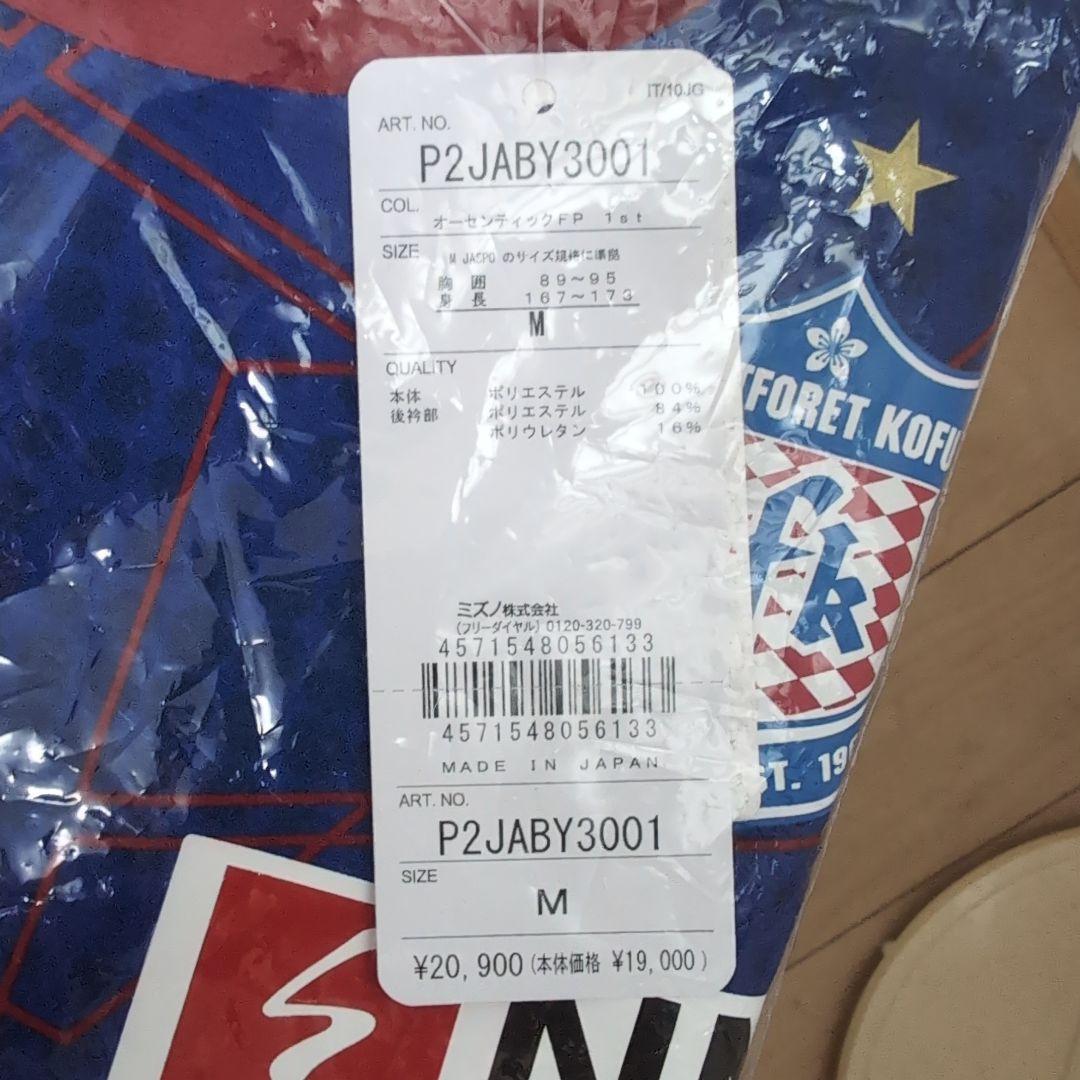 IT/10JG
ART. NO.
P2JABY3001
COL.
オーセンティックFP 1st
SIZE
M JASPO のサイズ規格に準拠
胸囲 89~95
身長 167~173
M
QUALITY
本体 ポリエステル 100%
後衿部 ポリエステル 84%
ポリウレタン 16%
ミズノ株式会社
(フリーダイヤル) 0120-320-799
4571548056133
4571548056133
MADE IN JAPAN
ART. NO.
P2JABY3001
SIZE
M
¥20,900 (本体価格 ¥19,000)
TFORET KOFU
fk
ST. 19